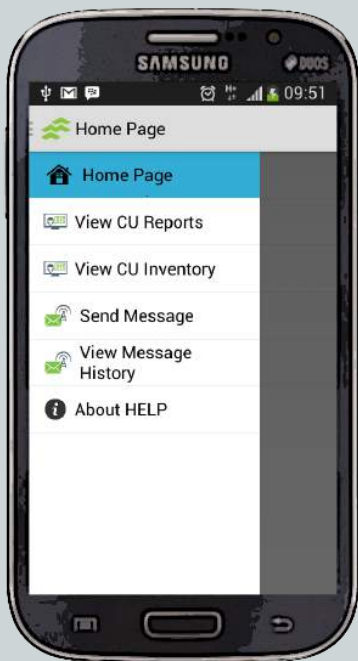 SAMSUNG
DUOS
H+
09:51
Home Page
Home Page
View CU Reports
View CU Inventory
Send Message
View Message
History
About HELP